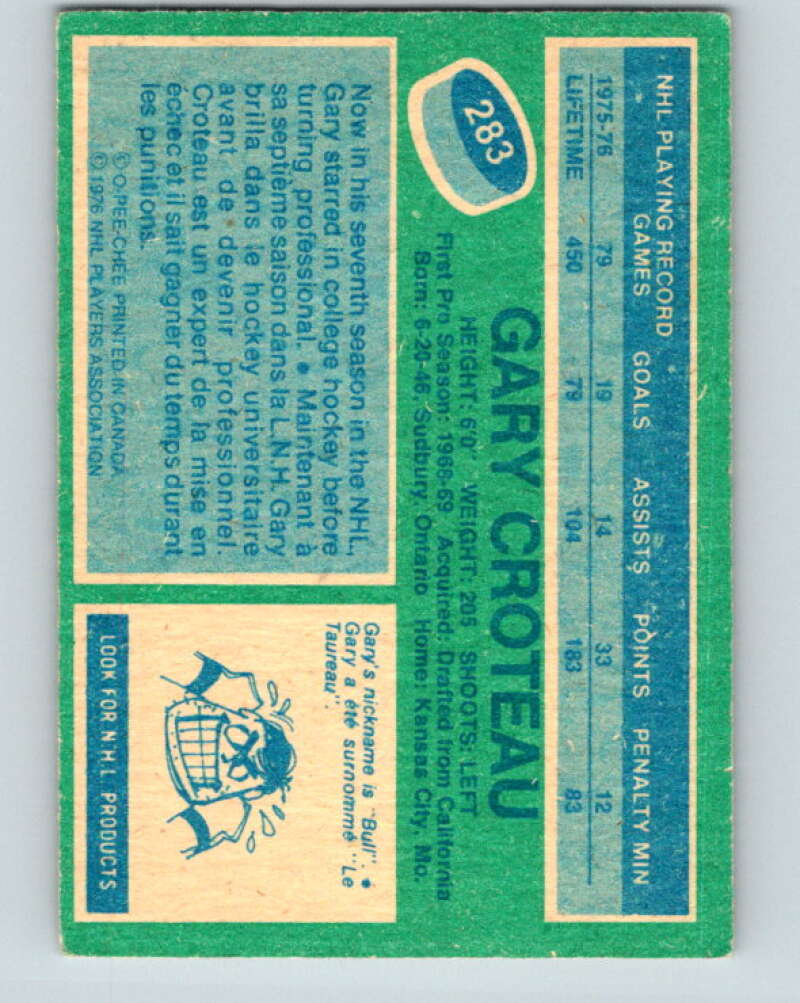 NHL PLAYING RECORD
GAMES GOALS ASSISTS POINTS PENALTY MIN
1975-76 79 19 14 33 12
LIFETIME 450 79 104 183 83
283
GARY CROTEAU
HEIGHT: 6'0" WEIGHT: 205 SHOOTS: LEFT
First Pro Season: 1968-69 Acquired: Drafted from California
Born: 6-20-46, Sudbury, Ontario Home: Kansas City, Mo.
Now in his seventh season in the NHL,
Gary starred in college hockey before
turning professional. • Maintenant à
sa septième saison dans la L.N.H. Gary
brilla dans le hockey universitaire
avant de devenir professionnel.
Croteau est un expert de la mise en
échec et il sait gagner du temps durant
les punitions.
© O-PEE-CHEE PRINTED IN CANADA
© 1976 NHL PLAYERS ASSOCIATION
Gary's nickname is "Bull". •
Gary a été surnommé "Le
Taureau".
LOOK FOR N.H.L PRODUCTS